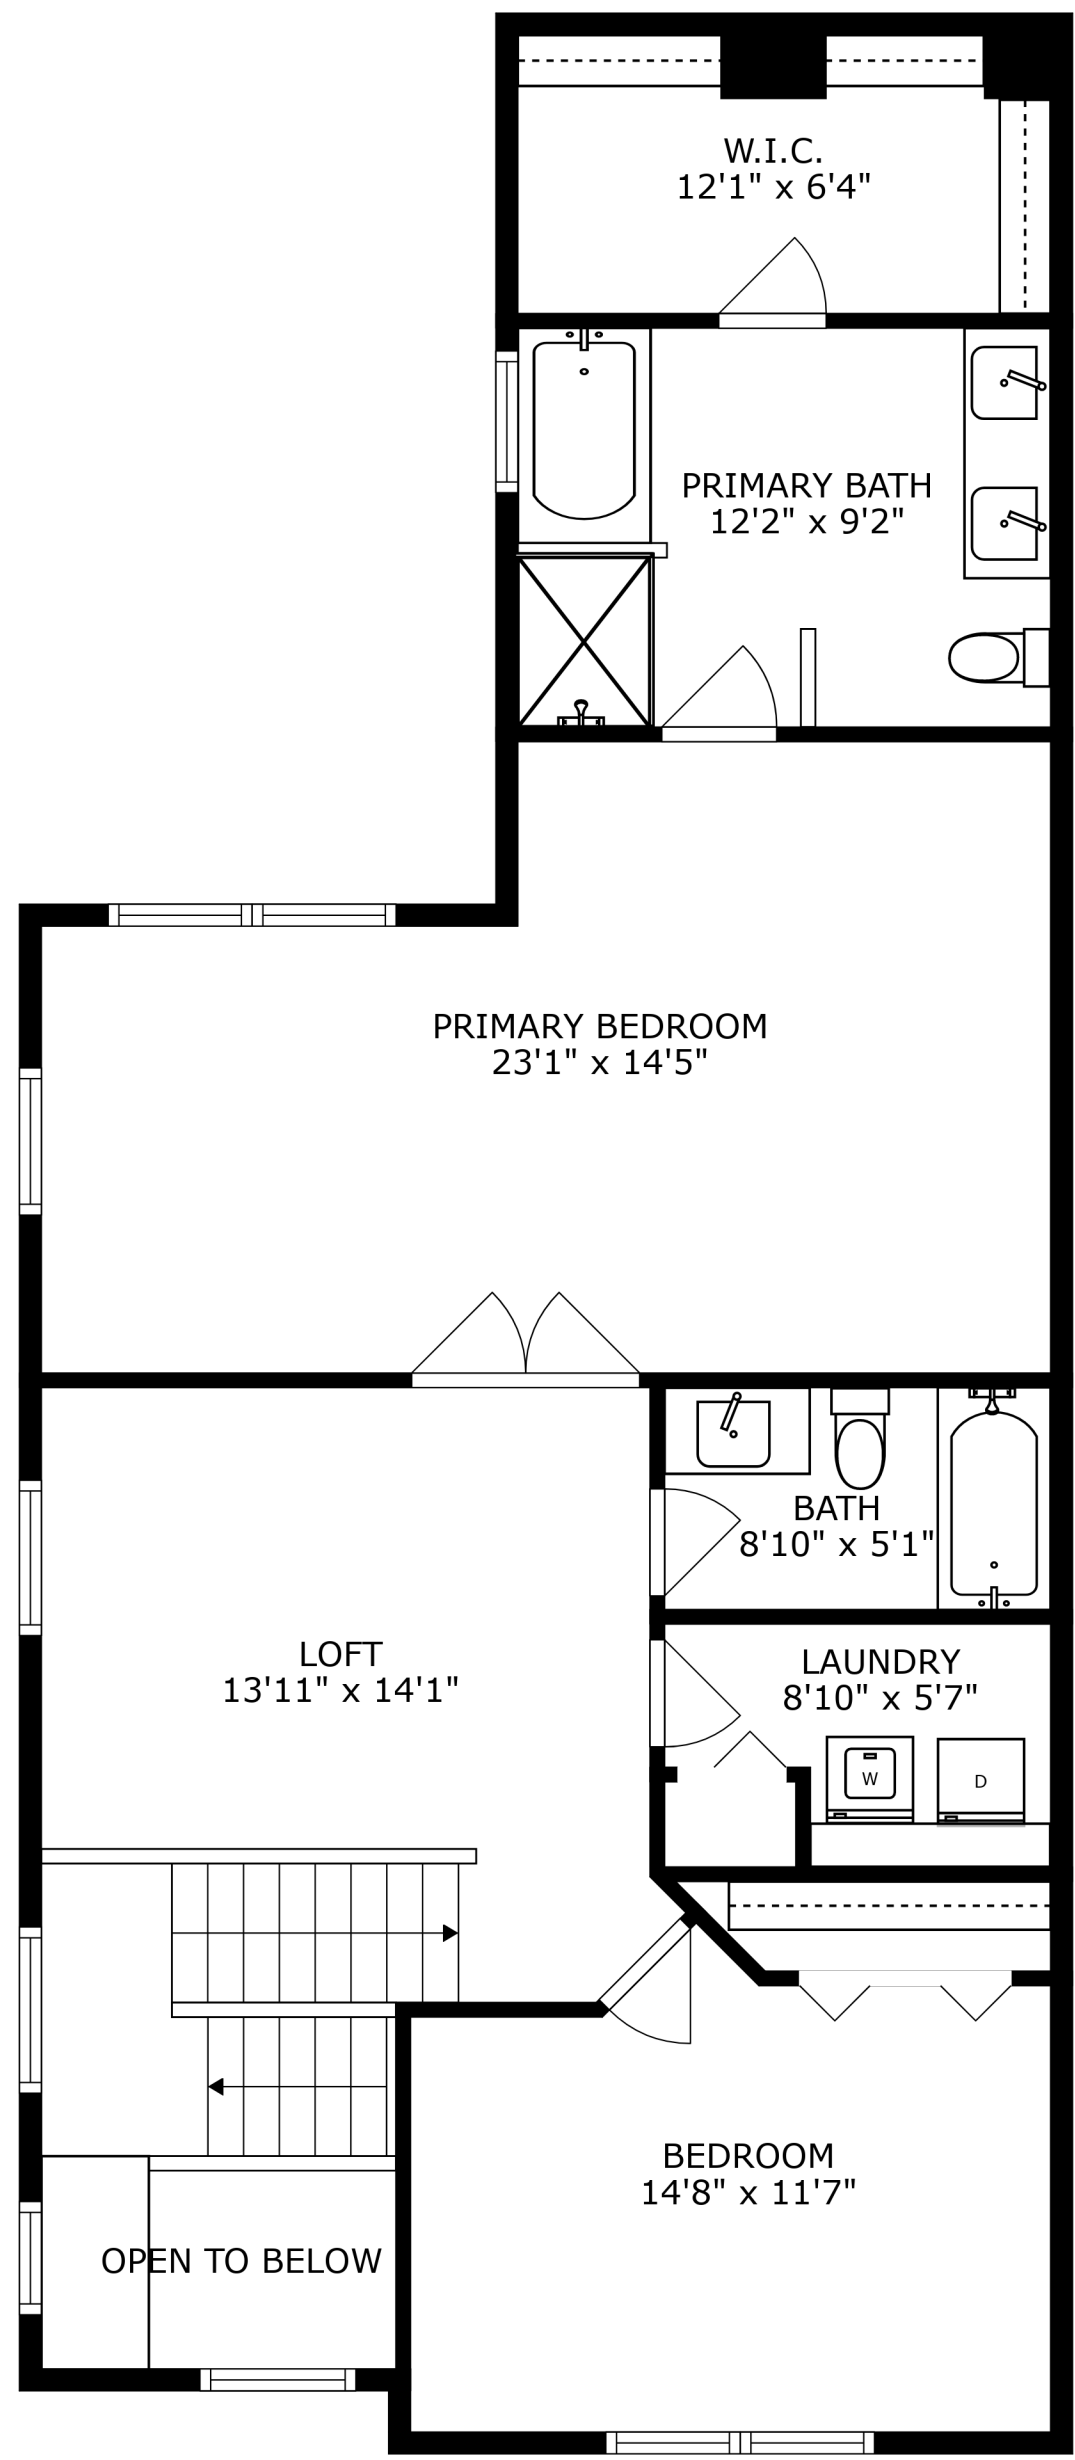 W.I.C.
12'1" x 6'4"
PRIMARY BATH
12'2" x 9'2"
PRIMARY BEDROOM
23'1" x 14'5"
BATH
8'10" x 5'1"
LOFT
13'11" x 14'1"
LAUNDRY
8'10" x 5'7"
W
D
BEDROOM
14'8" x 11'7"
OPEN TO BELOW